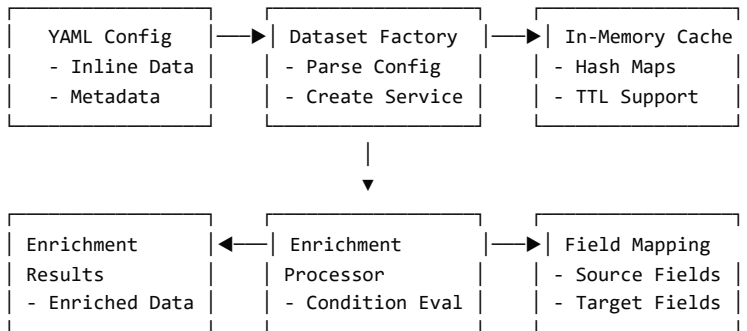 YAML Config
- Inline Data
- Metadata
Dataset Factory
- Parse Config
- Create Service
In-Memory Cache
- Hash Maps
- TTL Support
Enrichment
Results
- Enriched Data
Enrichment
Processor
- Condition Eval
Field Mapping
- Source Fields
- Target Fields